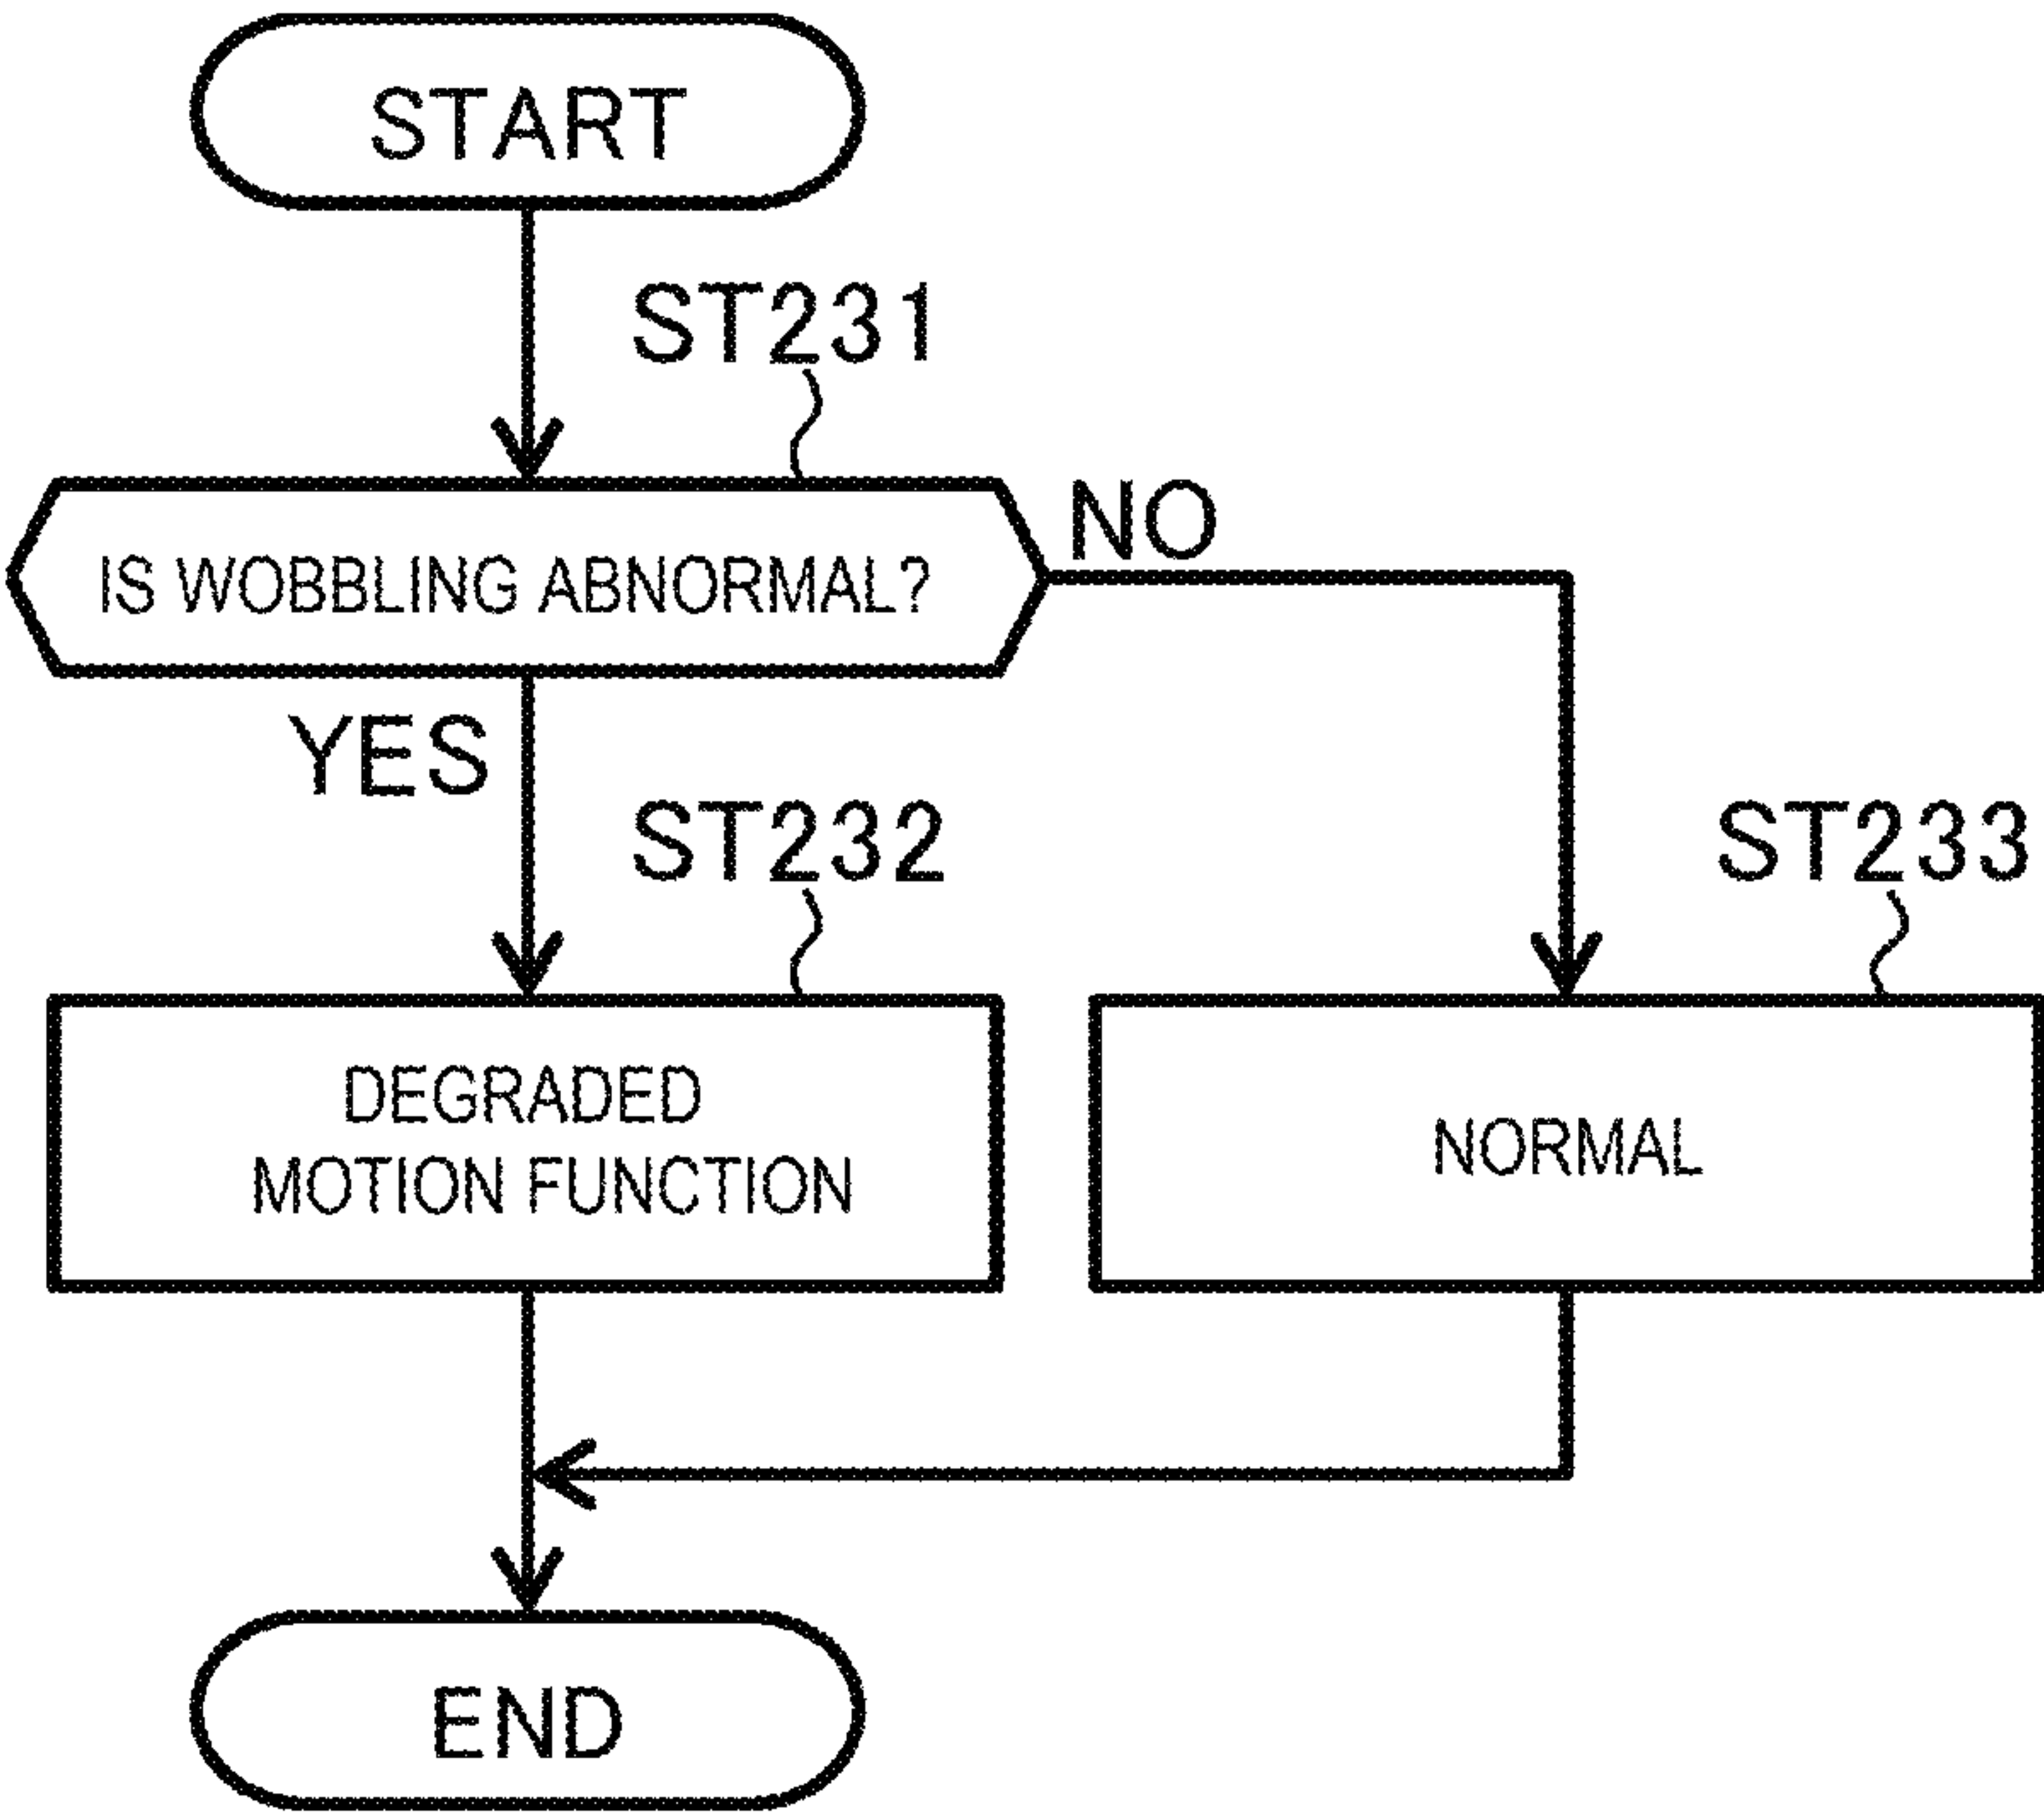 START
ST231
IS WOBBLING ABNORMAL?
NO
YES
ST232
ST233
DEGRADED
MOTION FUNCTION
NORMAL
END